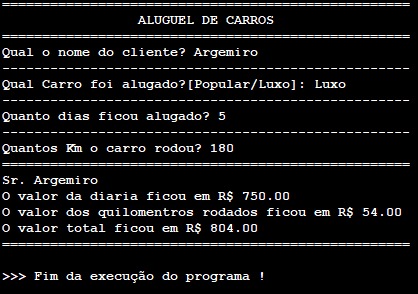 ==================================================
ALUGUEL DE CARROS
==================================================
Qual o nome do cliente? Argemiro
--------------------------------------------------
Qual Carro foi alugado?[Popular/Luxo]: Luxo
--------------------------------------------------
Quanto dias ficou alugado? 5
--------------------------------------------------
Quantos Km o carro rodou? 180
==================================================
Sr. Argemiro
O valor da diaria ficou em R$ 750.00
O valor dos quilomentros rodados ficou em R$ 54.00
O valor total ficou em R$ 804.00
==================================================
>>> Fim da execução do programa !